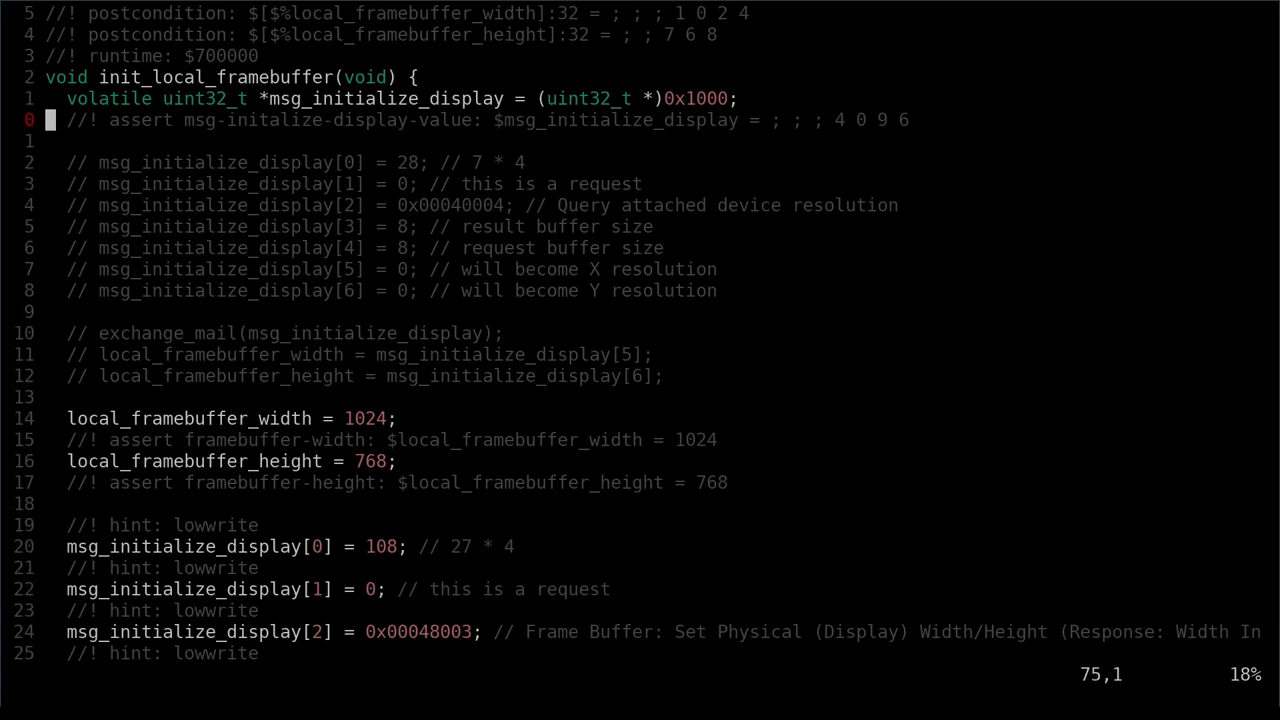 5 //! postcondition: $[$%local_framebuffer_width]:32 = ; ; ; 1 0 2 4
4 //! postcondition: $[$%local_framebuffer_height]:32 = ; ; 7 6 8
3 //! runtime: $700000
2 void init_local_framebuffer(void) {
1   volatile uint32_t *msg_initialize_display = (uint32_t *)0x1000;
0   //! assert msg-initalize-display-value: $msg_initialize_display = ; ; ; 4 0 9 6
1
2   // msg_initialize_display[0] = 28; // 7 * 4
3   // msg_initialize_display[1] = 0; // this is a request
4   // msg_initialize_display[2] = 0x00040004; // Query attached device resolution
5   // msg_initialize_display[3] = 8; // result buffer size
6   // msg_initialize_display[4] = 8; // request buffer size
7   // msg_initialize_display[5] = 0; // will become X resolution
8   // msg_initialize_display[6] = 0; // will become Y resolution
9
10   // exchange_mail(msg_initialize_display);
11   // local_framebuffer_width = msg_initialize_display[5];
12   // local_framebuffer_height = msg_initialize_display[6];
13
14   local_framebuffer_width = 1024;
15   //! assert framebuffer-width: $local_framebuffer_width = 1024
16   local_framebuffer_height = 768;
17   //! assert framebuffer-height: $local_framebuffer_height = 768
18
19   //! hint: lowwrite
20   msg_initialize_display[0] = 108; // 27 * 4
21   //! hint: lowwrite
22   msg_initialize_display[1] = 0; // this is a request
23   //! hint: lowwrite
24   msg_initialize_display[2] = 0x00048003; // Frame Buffer: Set Physical (Display) Width/Height (Response: Width In
25   //! hint: lowwrite
75,1 18%